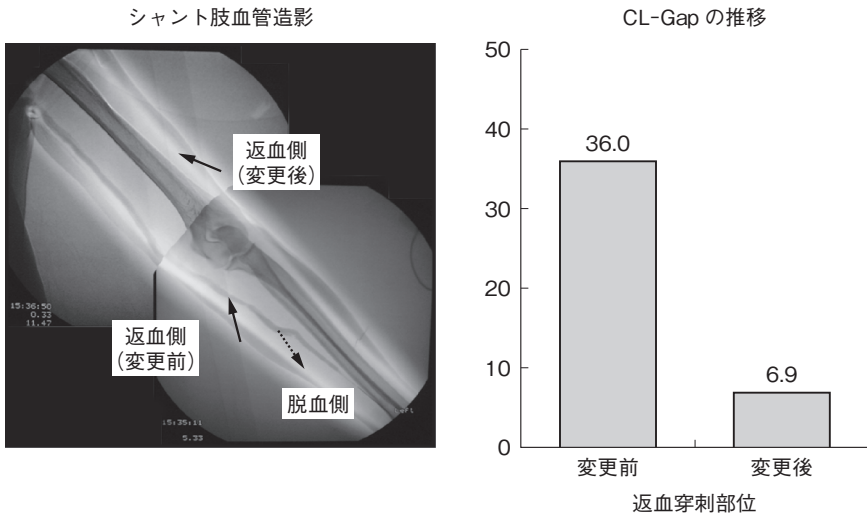 シャント肢血管造影
返血側
（変更後）
返血側
（変更前）
脱血側
15:36:50
0.33
11.47
15:35:11
5.33
CL-Gap の推移
50
40
30
20
10
0
36.0
6.9
変更前
変更後
返血穿刺部位